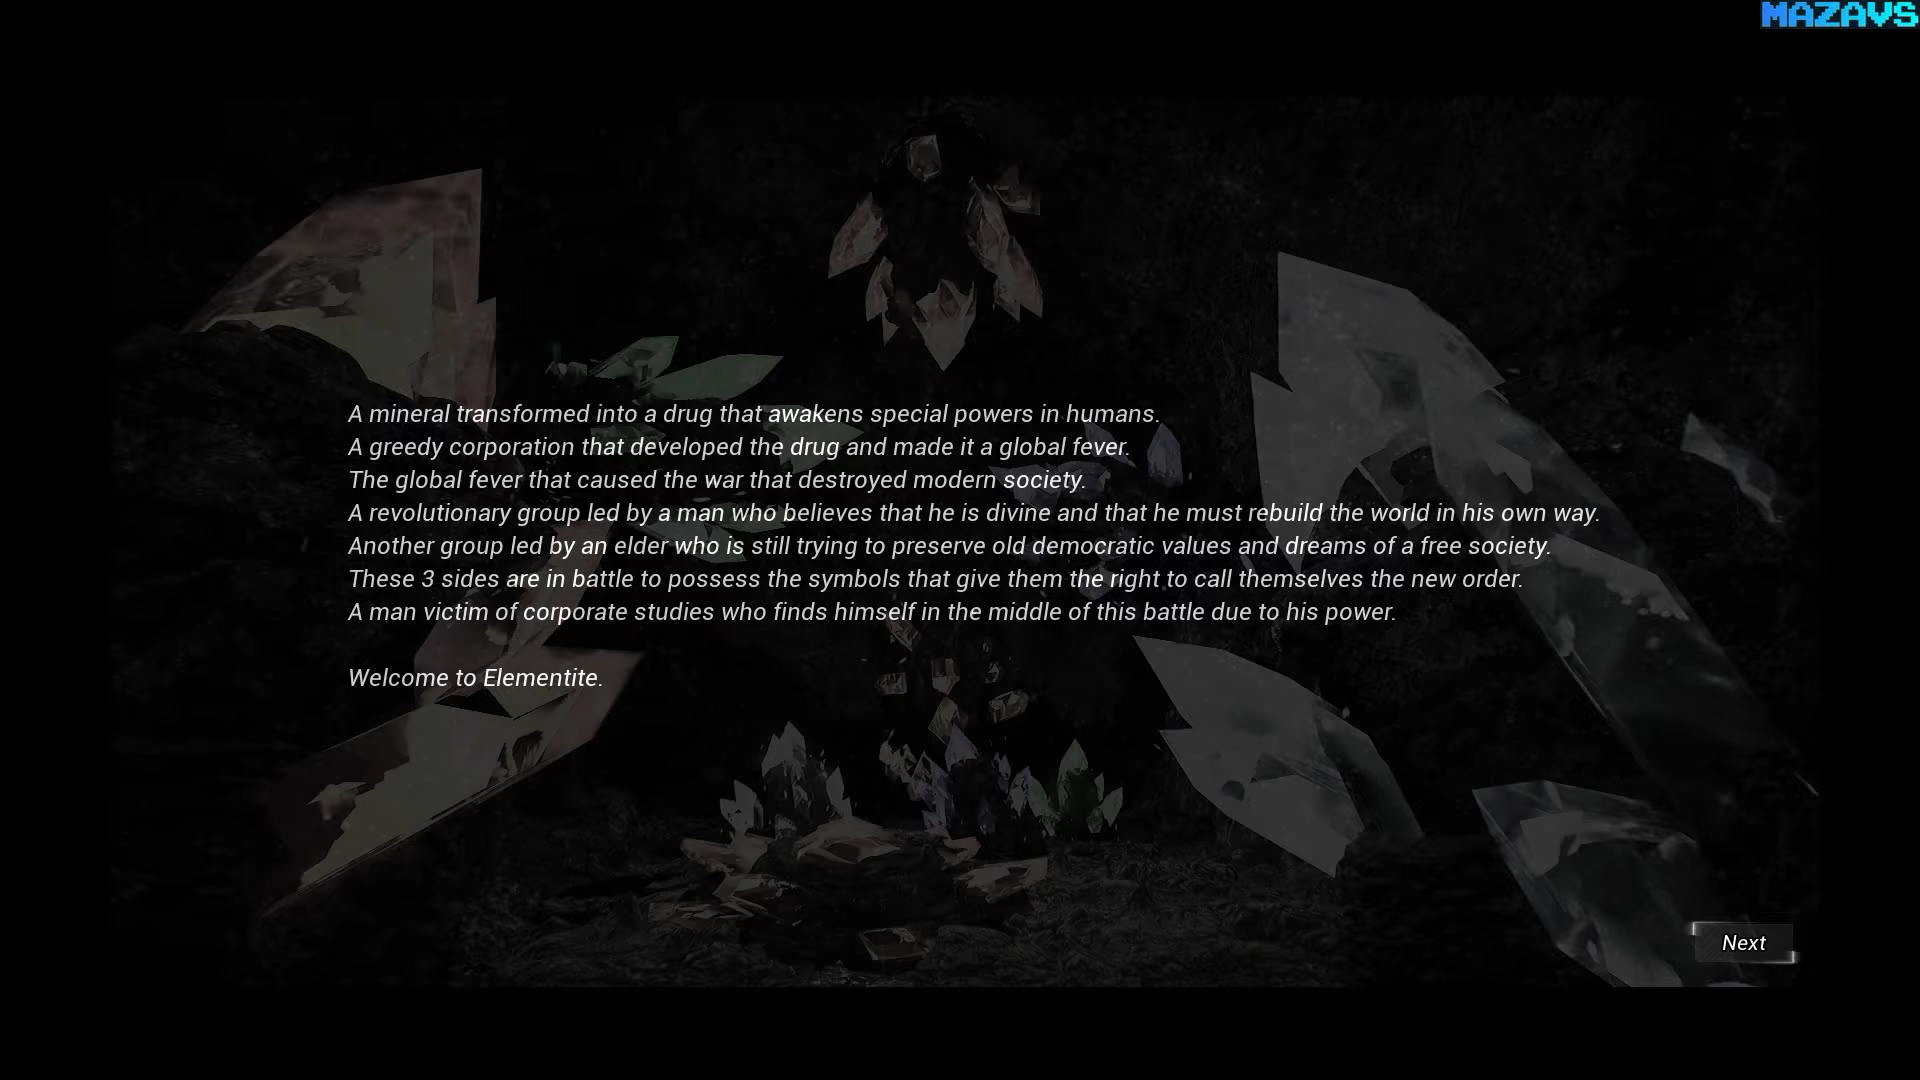 MAZAVS
A mineral transformed into a drug that awakens special powers in humans.
A greedy corporation that developed the drug and made it a global fever.
The global fever that caused the war that destroyed modern society.
A revolutionary group led by a man who believes that he is divine and that he must rebuild the world in his own way.
Another group led by an elder who is still trying to preserve old democratic values and dreams of a free society.
These 3 sides are in battle to possess the symbols that give them the right to call themselves the new order.
A man victim of corporate studies who finds himself in the middle of this battle due to his power.
Welcome to Elementite.
Next